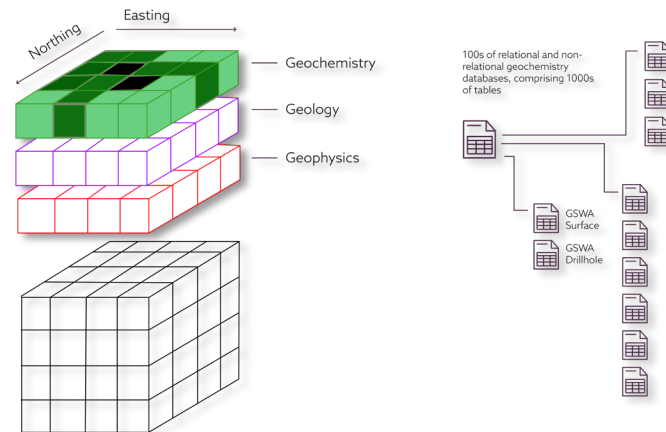 Easting
Northing
Geochemistry
Geology
Geophysics
100s of relational and non-
relational geochemistry
databases, comprising 1000s
of tables
GSWA
Surface
GSWA
Drillhole